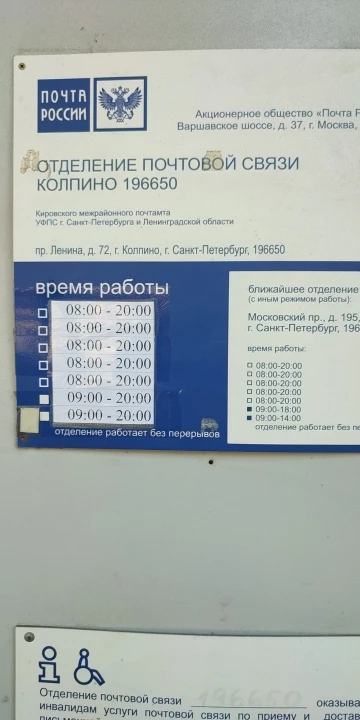 ПОЧТА
РОССИИ
Акционерное общество «Почта
Варшавское шоссе, д. 37, г. Москва,
ОТДЕЛЕНИЕ ПОЧТОВОЙ СВЯЗИ
КОЛПИНО 196650
Кировского межрайонного почтамта
УФПС г. Санкт-Петербурга и Ленинградской области
пр. Ленина, д. 72, г. Колпино, г. Санкт-Петербург, 196650
время работы
08:00 - 20:00
08:00 - 20:00
08:00 - 20:00
08:00 - 20:00
08:00 - 20:00
09:00 - 20:00
09:00 - 20:00
отделение работает без перерывов
ближайшее отделение
(с иным режимом работы):
Московский пр., д. 195,
г. Санкт-Петербург, 196
время работы:
08:00-20:00
08:00-20:00
08:00-20:00
08:00-20:00
08:00-20:00
09:00-18:00
09:00-14:00
отделение работает без
Отделение почтовой связи 196650
инвалидам услуги почтовой связи по приему и